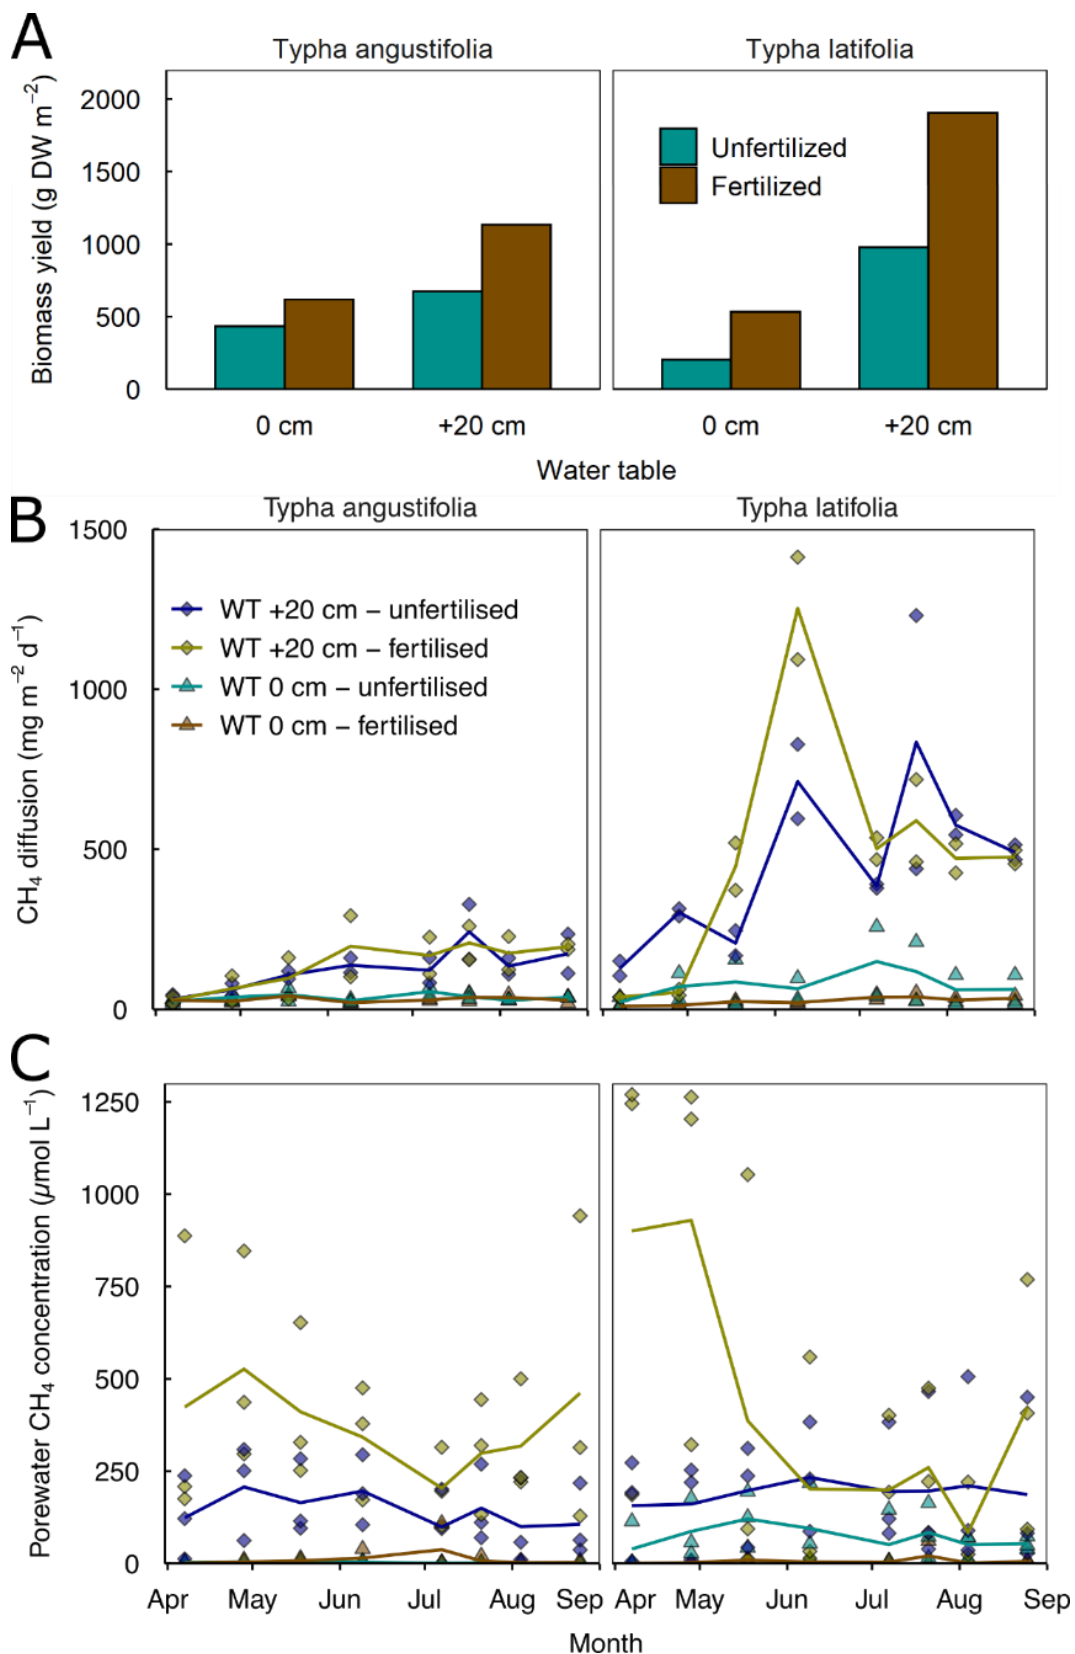 A
Typha angustifolia
Typha latifolia
Biomass yield (g DW m⁻²)
2000
1500
1000
500
0
Unfertilized
Fertilized
0 cm
+20 cm
0 cm
+20 cm
Water table
B
Typha angustifolia
Typha latifolia
CH₄ diffusion (mg m⁻² d⁻¹)
1500
1000
500
0
WT +20 cm – unfertilised
WT +20 cm – fertilised
WT 0 cm – unfertilised
WT 0 cm – fertilised
C
Porewater CH₄ concentration (µmol L⁻¹)
1250
1000
750
500
250
0
Apr
May
Jun
Jul
Aug
Sep
Apr
May
Jun
Jul
Aug
Sep
Month